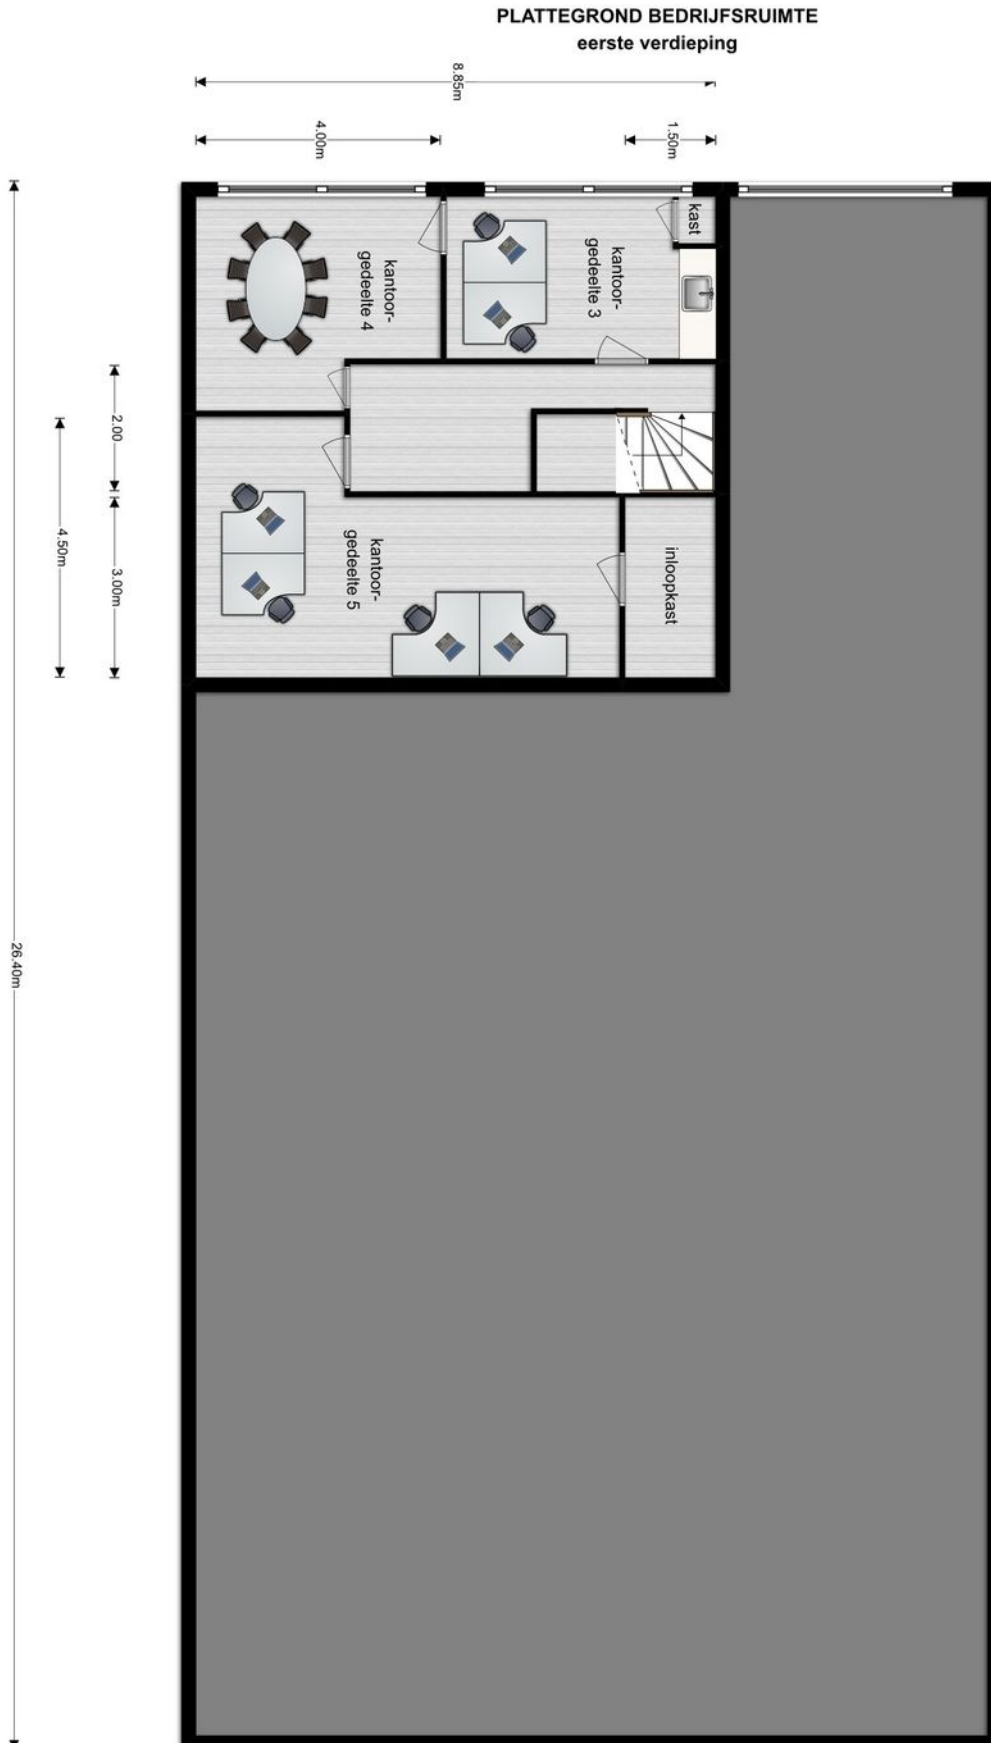 PLATTEGROND BEDRIJFSRUIMTE
eerste verdieping
8.85m
4.00m
1.50m
kast
kantoor-
gedeelte 3
kantoor-
gedeelte 4
2.00
4.50m
3.00m
kantoor-
gedeelte 5
inloopkast
26.40m